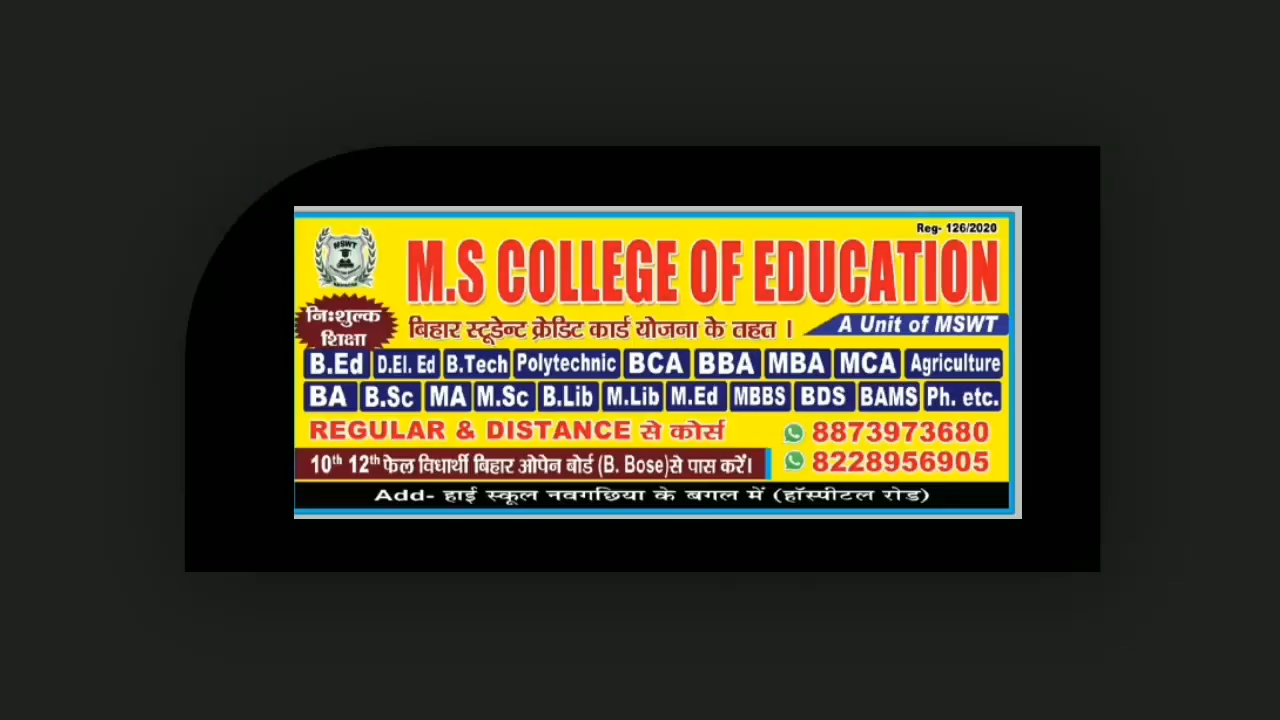 Reg- 126/2020
MSWT
M.S COLLEGE OF EDUCATION
निःशुल्क
शिक्षा
बिहार स्टूडेन्ट क्रेडिट कार्ड योजना के तहत ।
A Unit of MSWT
B.Ed D.El. Ed B.Tech Polytechnic BCA BBA MBA MCA Agriculture
BA B.Sc MA M.Sc B.Lib M.Lib M.Ed MBBS BDS BAMS Ph. etc.
REGULAR & DISTANCE से कोर्स
8873973680
10th 12th फेल विधार्थी बिहार ओपेन बोर्ड (B. Bose) से पास करें।
8228956905
Add- हाई स्कूल नवगछिया के बगल में (हॉस्पीटल रोड)